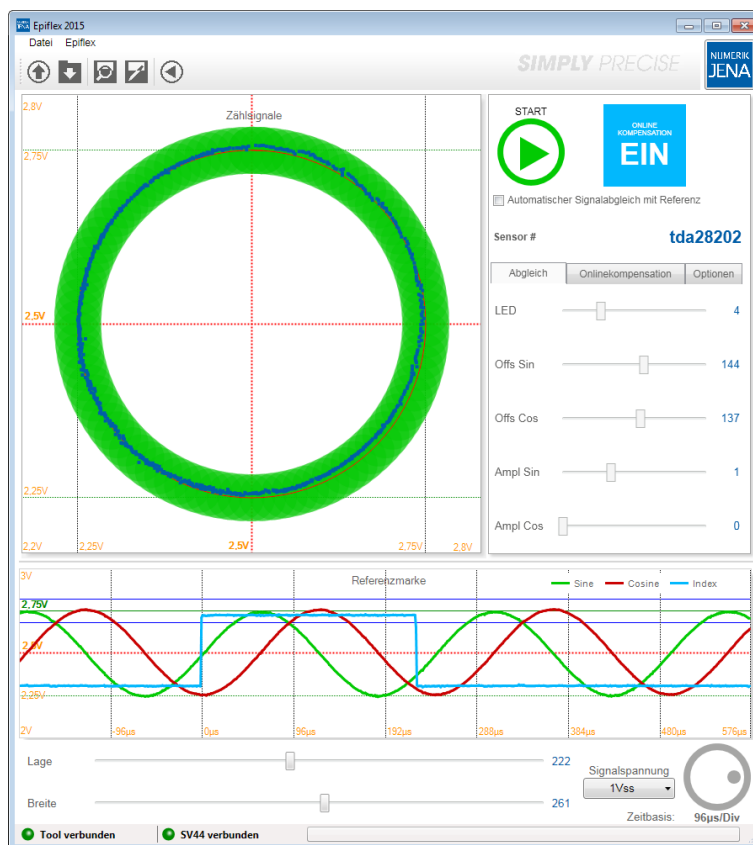 Epiflex 2015
Datei Epiflex
SIMPLY PRECISE
NUMERIK
JENA
Zählsignale
2,8V
2.75V
2.5V
2.25V
2,2V 2,25V 2.5V 2.75V 2.8V
START
ONLINE
KOMPENSATION
EIN
Automatischer Signalabgleich mit Referenz
Sensor # tda28202
Abgleich Onlinekompensation Optionen
LED 4
Offs Sin 144
Offs Cos 137
Ampl Sin 1
Ampl Cos 0
Referenzmarke
Sine Cosine Index
3V
2.75V
2.5V
2.25V
2V -96µs 0µs 96µs 192µs 288µs 384µs 480µs 576µs
Lage 222
Breite 261
Signalspannung
1Vss
Zeitbasis: 96µs/Div
Tool verbunden SV44 verbunden